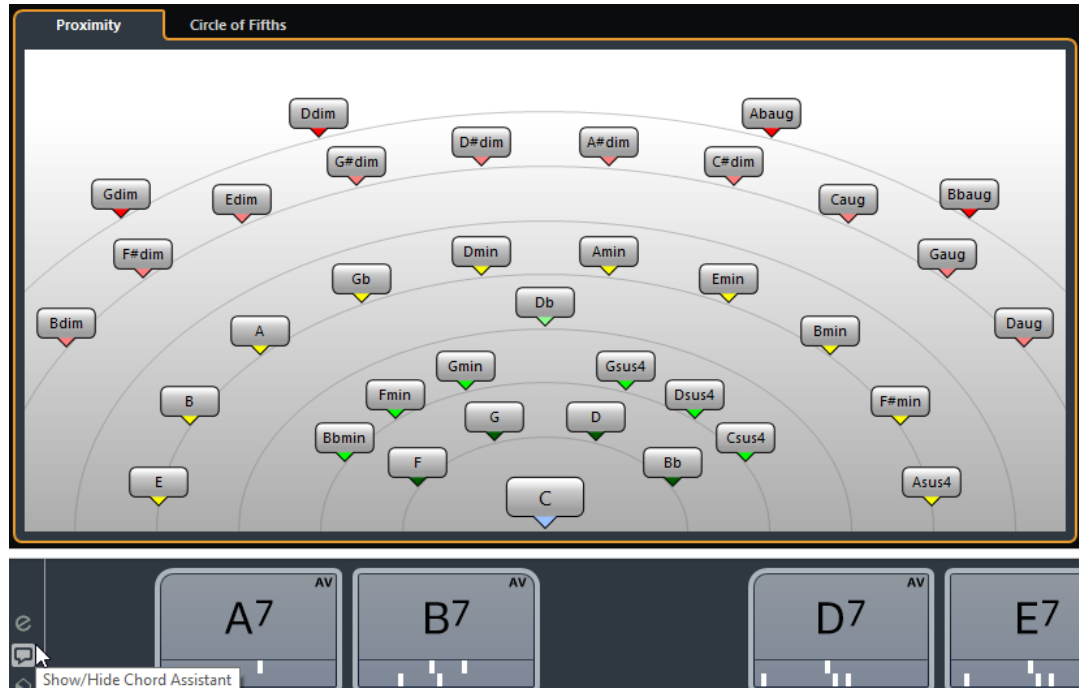 Proximity Circle of Fifths
Ddim Abaug
D#dim A#dim
G#dim C#dim
Gdim Edim Caug Bbaug
F#dim Dmin Amin Gaug
Gb Emin
Db
Bdim A Bmin Daug
Gmin Gsus4
Fmin Dsus4
B G D F#min
Bbmin Csus4
F Bb
E Asus4
C
AV AV AV
A7 B7 D7 E7
e
Show/Hide Chord Assistant